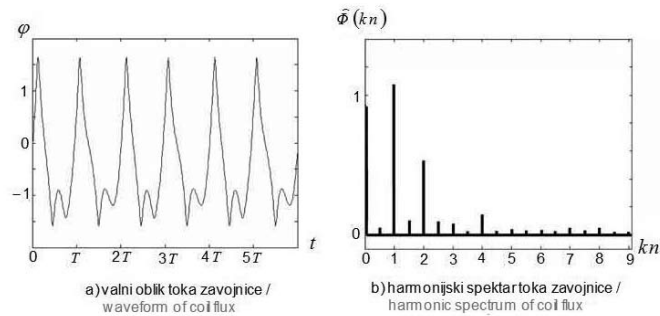 φ
1
0
−1
0 T 2T 3T 4T 5T t
a) valni oblik toka zavojnice /
waveform of coil flux
Φ̂(kn)
1
0
0 1 2 3 4 5 6 7 8 9 kn
b) harmonijski spektar toka zavojnice /
harmonic spectrum of coil flux